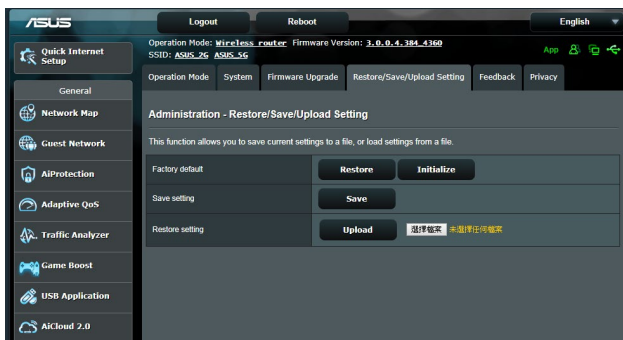 ASUS
Logout
Reboot
English
Quick Internet Setup
Operation Mode: Wireless router Firmware Version: 3.0.0.4.384_4360
SSID: ASUS_2G ASUS_5G
App
Operation Mode
System
Firmware Upgrade
Restore/Save/Upload Setting
Feedback
Privacy
General
Network Map
Guest Network
AiProtection
Adaptive QoS
Traffic Analyzer
Game Boost
USB Application
AiCloud 2.0
Administration - Restore/Save/Upload Setting
This function allows you to save current settings to a file, or load settings from a file.
Factory default
Restore
Initialize
Save setting
Save
Restore setting
Upload
選擇檔案 未選擇任何檔案